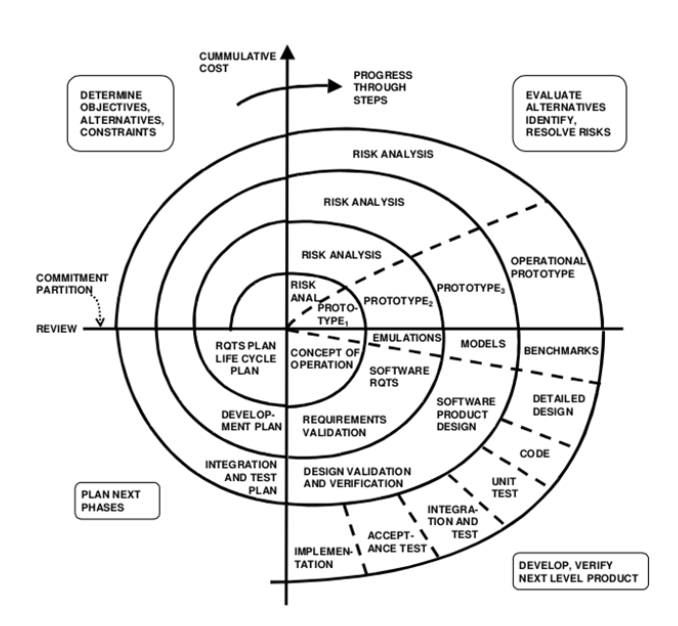 CUMMULATIVE
COST
PROGRESS
THROUGH
STEPS
DETERMINE
OBJECTIVES,
ALTERNATIVES,
CONSTRAINTS
EVALUATE
ALTERNATIVES
IDENTIFY,
RESOLVE RISKS
RISK ANALYSIS
RISK ANALYSIS
RISK ANALYSIS
RISK
ANAL.
PROTO-
TYPE1
PROTOTYPE2
PROTOTYPE3
OPERATIONAL
PROTOTYPE
COMMITMENT
PARTITION
REVIEW
RQTS PLAN
LIFE CYCLE
PLAN
CONCEPT OF
OPERATION
EMULATIONS
MODELS
BENCHMARKS
SOFTWARE
RQTS
SOFTWARE
PRODUCT
DESIGN
DETAILED
DESIGN
DEVELOP-
MENT PLAN
REQUIREMENTS
VALIDATION
CODE
INTEGRATION
AND TEST
PLAN
DESIGN VALIDATION
AND VERIFICATION
UNIT
TEST
INTEGRA-
TION AND
TEST
ACCEPT-
ANCE TEST
IMPLEMEN-
TATION
PLAN NEXT
PHASES
DEVELOP, VERIFY
NEXT LEVEL PRODUCT